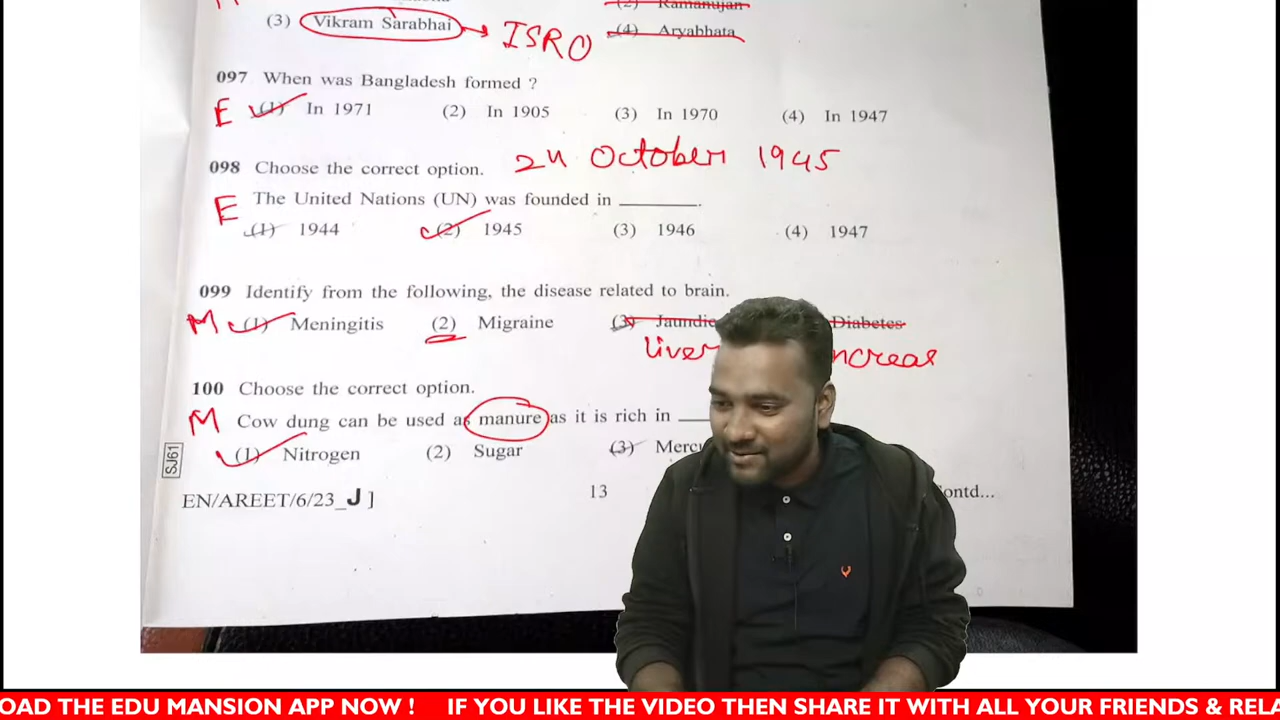 (3) Vikram Sarabhai → ISRO
(2) Ramanujan
(4) Aryabhata
097 When was Bangladesh formed ?
E (1) In 1971 (2) In 1905 (3) In 1970 (4) In 1947
098 Choose the correct option. 24 October 1945
E The United Nations (UN) was founded in ________.
(1) 1944 (2) 1945 (3) 1946 (4) 1947
099 Identify from the following, the disease related to brain.
M (1) Meningitis (2) Migraine (3) Diabetes
liver
100 Choose the correct option.
M Cow dung can be used as manure as it is rich in
(1) Nitrogen (2) Sugar (3)
SJ61
EN/AREET/6/23_J ] 13
OAD THE EDU MANSION APP NOW ! IF YOU LIKE THE VIDEO THEN SHARE IT WITH ALL YOUR FRIENDS & RELA